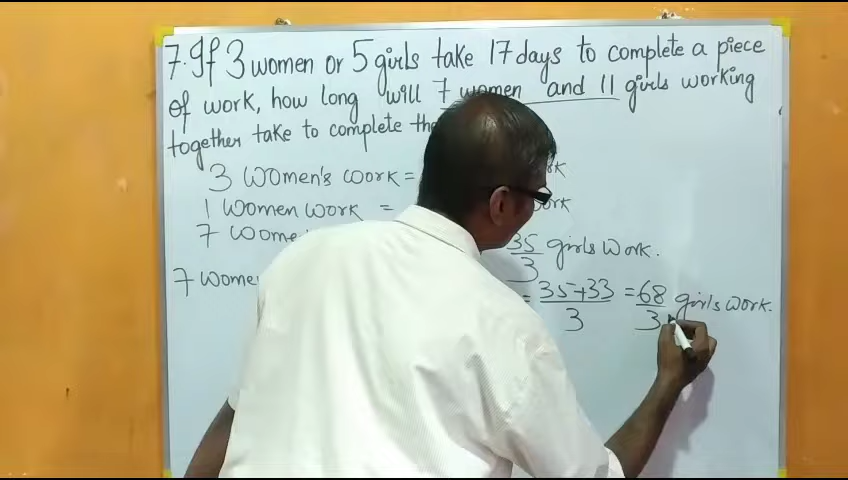 7. If 3 women or 5 girls take 17 days to complete a piece
of work, how long will 7 women and 11 girls working
together take to complete the
3 Women's work =
1 Women work = work
7 Wome 35/3 girls work.
7 Wome = 35+33/3 = 68/3 girls work.